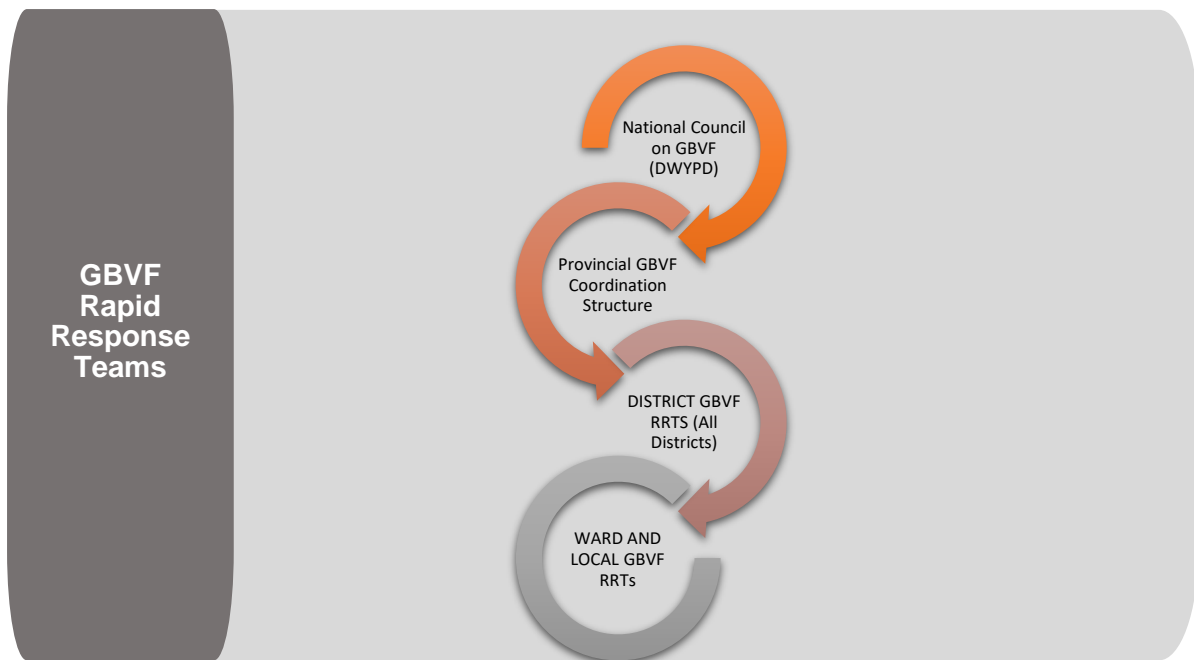 GBVF
Rapid
Response
Teams
National Council
on GBVF
(DWYPD)
Provincial GBVF
Coordination
Structure
DISTRICT GBVF
RRTS (All
Districts)
WARD AND
LOCAL GBVF
RRTs